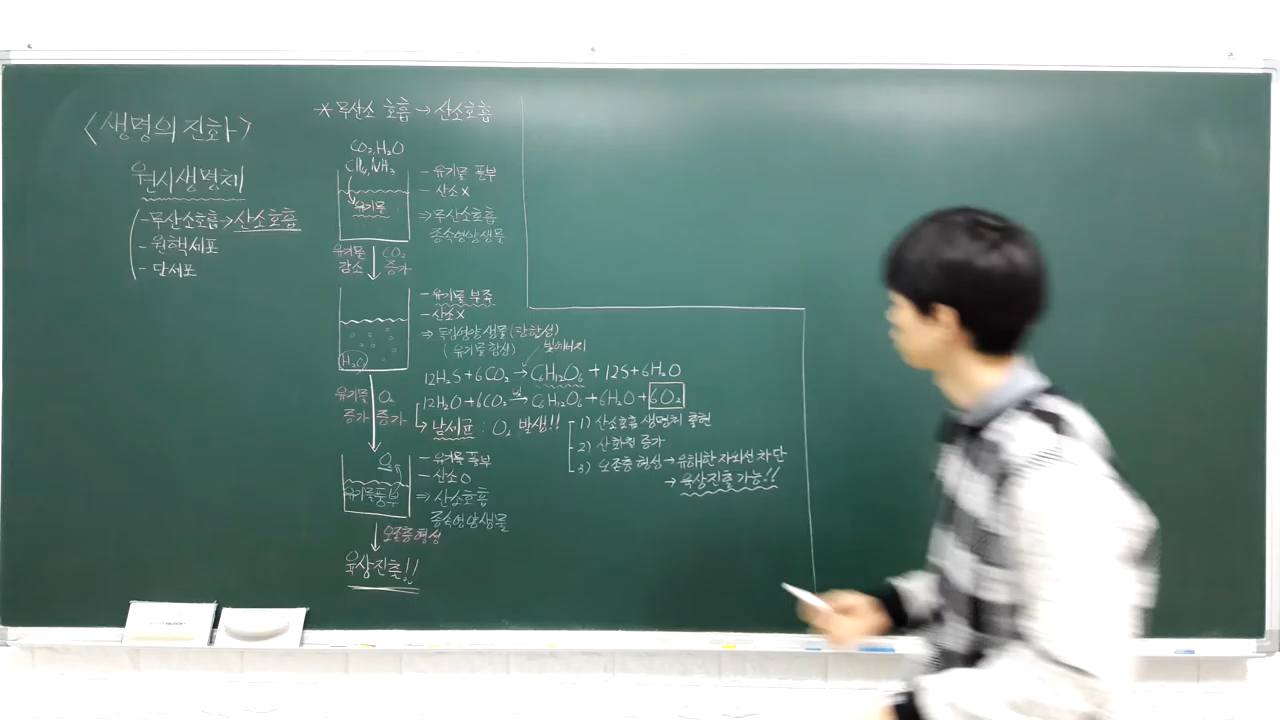 <생명의 진화>
원시생명체
- 무산소호흡→산소호흡
- 원핵세포
- 단세포
* 무산소 호흡 → 산소호흡
CO₂, H₂O
CH₄, NH₃
유기물
- 유기물 풍부
- 산소 X
⇒ 무산소호흡
종속영양생물
유기물 감소
CO₂ 증가
H₂O
- 유기물 부족
- 산소 X
⇒ 독립영양생물 (광합성)
(유기물 합성)
빛에너지
12H₂S + 6CO₂ → C₆H₁₂O₆ + 12S + 6H₂O
12H₂O + 6CO₂ 빛→ C₆H₁₂O₆ + 6H₂O + 6O₂
→ 남세균 : O₂ 발생!!
1) 산소호흡 생명체 출현
2) 산화철 증가
3) 오존층 형성 → 유해한 자외선 차단
→ 육상진출 가능!!
유기물 증가
O₂ 증가
O₂
유기물풍부
- 유기물 풍부
- 산소 O
⇒ 산소호흡
종속영양생물
오존층 형성
육상진출!!